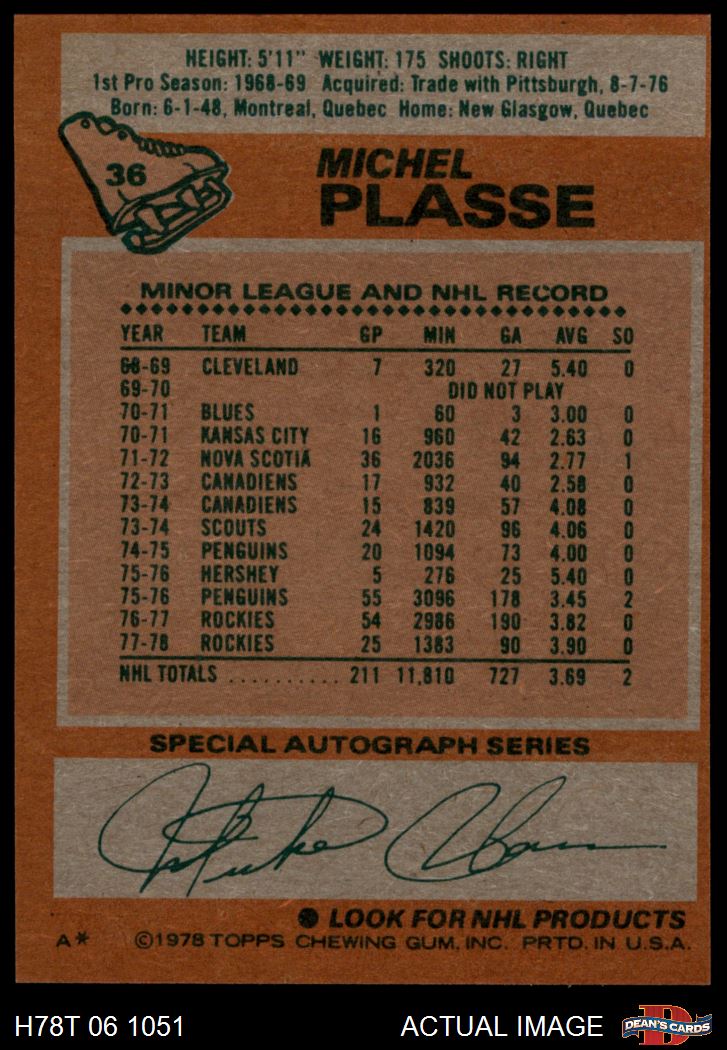 HEIGHT: 5'11" WEIGHT: 175 SHOOTS: RIGHT
1st Pro Season: 1968-69 Acquired: Trade with Pittsburgh, 8-7-76
Born: 6-1-48, Montreal, Quebec Home: New Glasgow, Quebec
36
MICHEL
PLASSE
MINOR LEAGUE AND NHL RECORD
YEAR TEAM GP MIN GA AVG SO
68-69 CLEVELAND 7 320 27 5.40 0
69-70 DID NOT PLAY
70-71 BLUES 1 60 3 3.00 0
70-71 KANSAS CITY 16 960 42 2.63 0
71-72 NOVA SCOTIA 36 2036 94 2.77 1
72-73 CANADIENS 17 932 40 2.58 0
73-74 CANADIENS 15 839 57 4.08 0
73-74 SCOUTS 24 1420 96 4.06 0
74-75 PENGUINS 20 1094 73 4.00 0
75-76 HERSHEY 5 276 25 5.40 0
75-76 PENGUINS 55 3096 178 3.45 2
76-77 ROCKIES 54 2986 190 3.82 0
77-78 ROCKIES 25 1383 90 3.90 0
NHL TOTALS .......... 211 11,810 727 3.69 2
SPECIAL AUTOGRAPH SERIES
● LOOK FOR NHL PRODUCTS
A* ©1978 TOPPS CHEWING GUM, INC. PRTD. IN U.S.A.
H78T 06 1051 ACTUAL IMAGE D DEAN'S CARDS